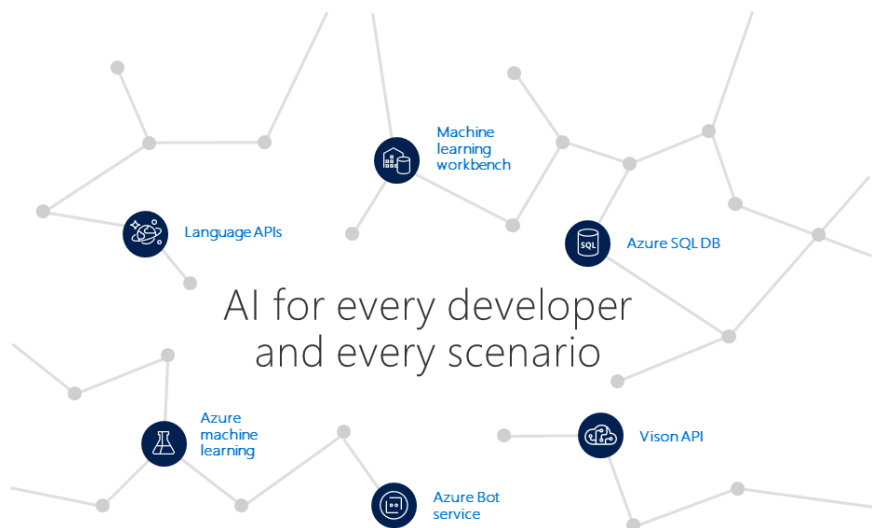 Machine
learning
workbench
Language APIs
SQL
Azure SQL DB
AI for every developer
and every scenario
Azure
machine
learning
Vison API
Azure Bot
service